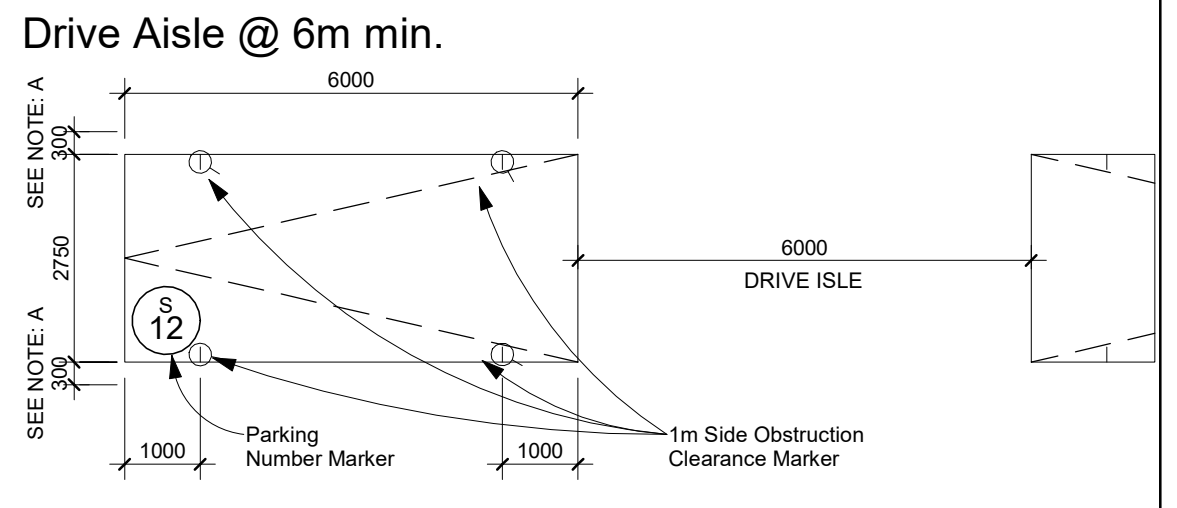 Drive Aisle @ 6m min.
6000
SEE NOTE: A
300
2750
6000
DRIVE ISLE
S
12
SEE NOTE: A
300
1000
Parking
Number Marker
1000
1m Side Obstruction
Clearance Marker